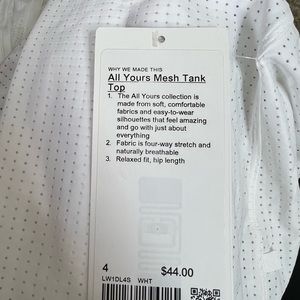 WHY WE MADE THIS
All Yours Mesh Tank
Top
1. The All Yours collection is
made from soft, comfortable
fabrics and easy-to-wear
silhouettes that feel amazing
and go with just about
everything
2. Fabric is four-way stretch and
naturally breathable
3. Relaxed fit, hip length
4 $44.00
LW1DL4S WHT